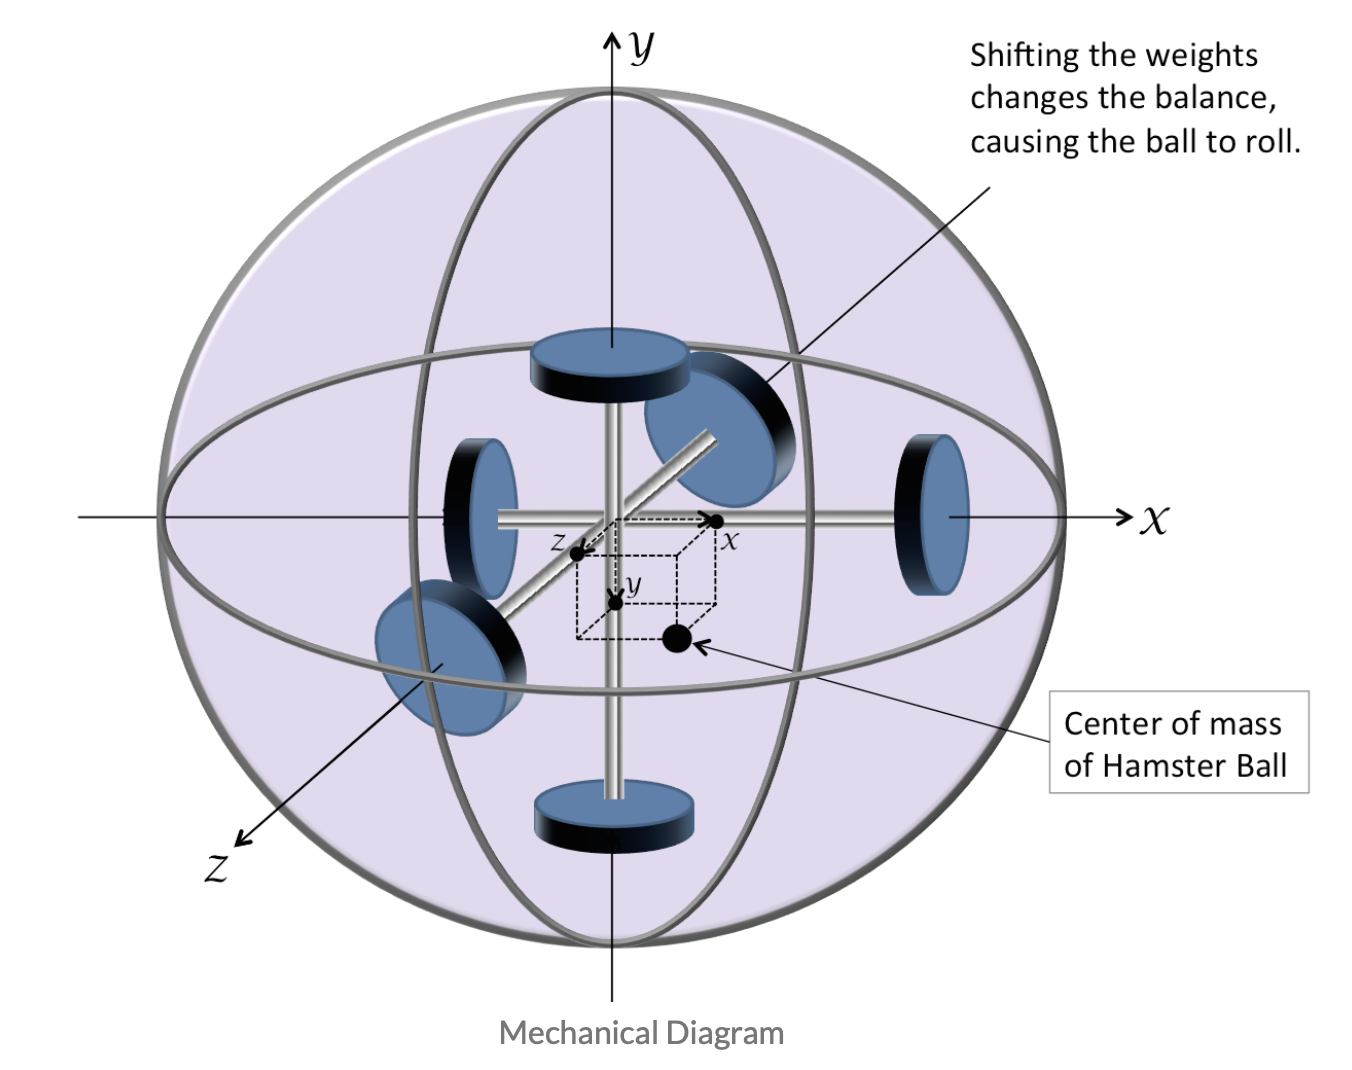 y
Shifting the weights
changes the balance,
causing the ball to roll.
x
z
x
y
Center of mass
of Hamster Ball
z
Mechanical Diagram